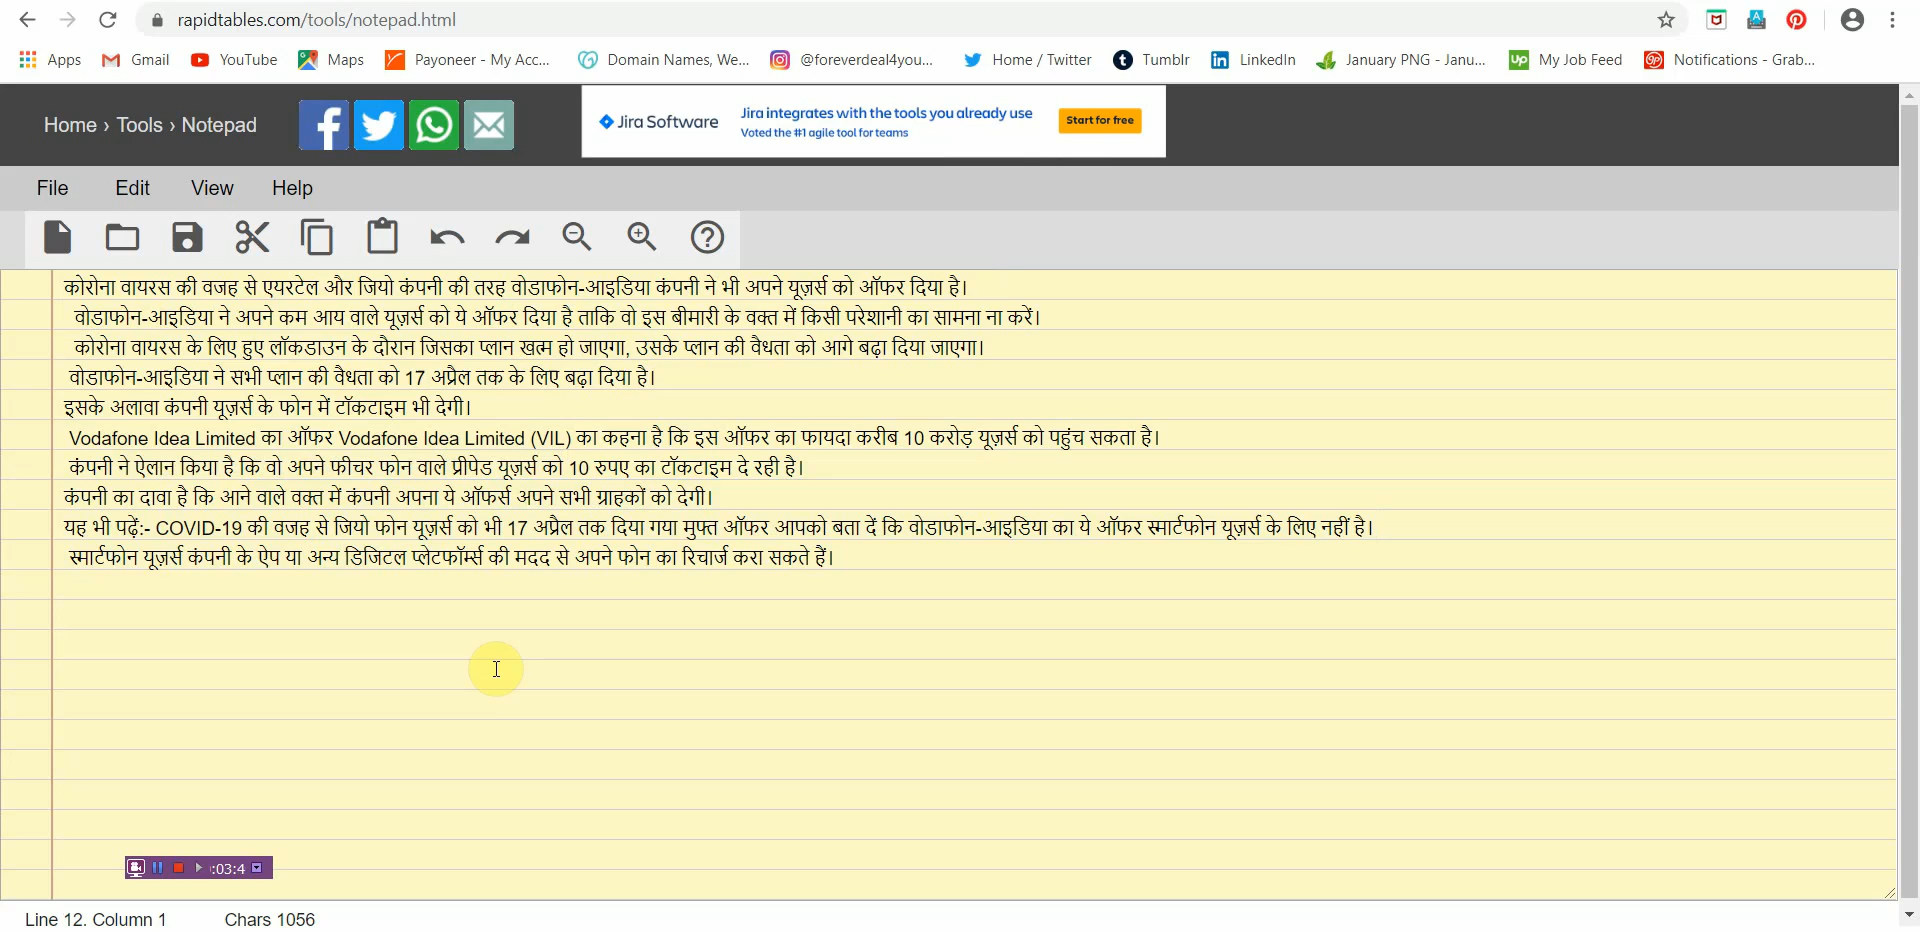 rapidtables.com/tools/notepad.html
Apps Gmail YouTube Maps Payoneer - My Acc... Domain Names, We... @foreverdeal4you... Home / Twitter Tumblr LinkedIn January PNG - Janu... My Job Feed Notifications - Grab...
Home › Tools › Notepad
Jira Software
Jira integrates with the tools you already use
Voted the #1 agile tool for teams
Start for free
File Edit View Help
कोरोना वायरस की वजह से एयरटेल और जियो कंपनी की तरह वोडाफोन-आइडिया कंपनी ने भी अपने यूज़र्स को ऑफर दिया है।
वोडाफोन-आइडिया ने अपने कम आय वाले यूज़र्स को ये ऑफर दिया है ताकि वो इस बीमारी के वक्त में किसी परेशानी का सामना ना करें।
कोरोना वायरस के लिए हुए लॉकडाउन के दौरान जिसका प्लान खत्म हो जाएगा, उसके प्लान की वैधता को आगे बढ़ा दिया जाएगा।
वोडाफोन-आइडिया ने सभी प्लान की वैधता को 17 अप्रैल तक के लिए बढ़ा दिया है।
इसके अलावा कंपनी यूज़र्स के फोन में टॉकटाइम भी देगी।
Vodafone Idea Limited का ऑफर Vodafone Idea Limited (VIL) का कहना है कि इस ऑफर का फायदा करीब 10 करोड़ यूज़र्स को पहुंच सकता है।
कंपनी ने ऐलान किया है कि वो अपने फीचर फोन वाले प्रीपेड यूज़र्स को 10 रुपए का टॉकटाइम दे रही है।
कंपनी का दावा है कि आने वाले वक्त में कंपनी अपना ये ऑफर्स अपने सभी ग्राहकों को देगी।
यह भी पढ़ें:- COVID-19 की वजह से जियो फोन यूज़र्स को भी 17 अप्रैल तक दिया गया मुफ्त ऑफर आपको बता दें कि वोडाफोन-आइडिया का ये ऑफर स्मार्टफोन यूज़र्स के लिए नहीं है।
स्मार्टफोन यूज़र्स कंपनी के ऐप या अन्य डिजिटल प्लेटफॉर्म्स की मदद से अपने फोन का रिचार्ज करा सकते हैं।
:03:4
Line 12. Column 1 Chars 1056